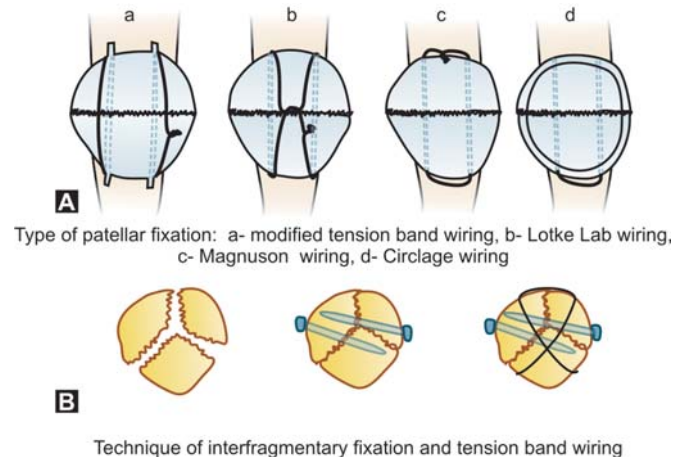 a b c d
A
Type of patellar fixation: a- modified tension band wiring, b- Lotke Lab wiring,
c- Magnuson wiring, d- Circlage wiring
B
Technique of interfragmentary fixation and tension band wiring